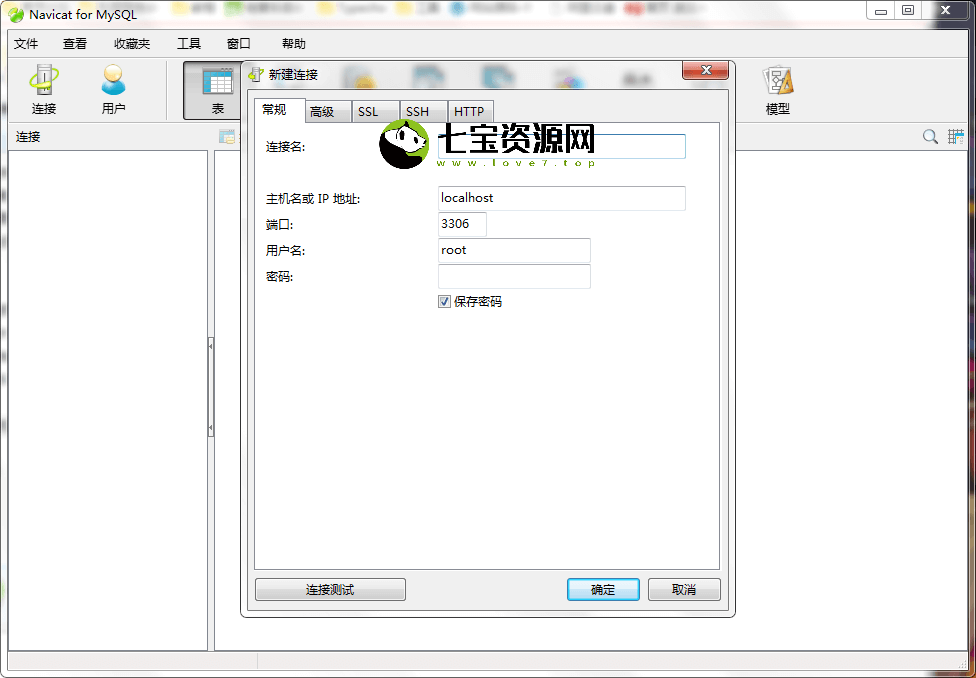 Navicat for MySQL
文件 查看 收藏夹 工具 窗口 帮助
连接 用户 表 模型
连接
新建连接
常规 高级 SSL SSH HTTP
连接名:
七宝资源网
www.love7.top
主机名或 IP 地址: localhost
端口: 3306
用户名: root
密码:
保存密码
连接测试 确定 取消